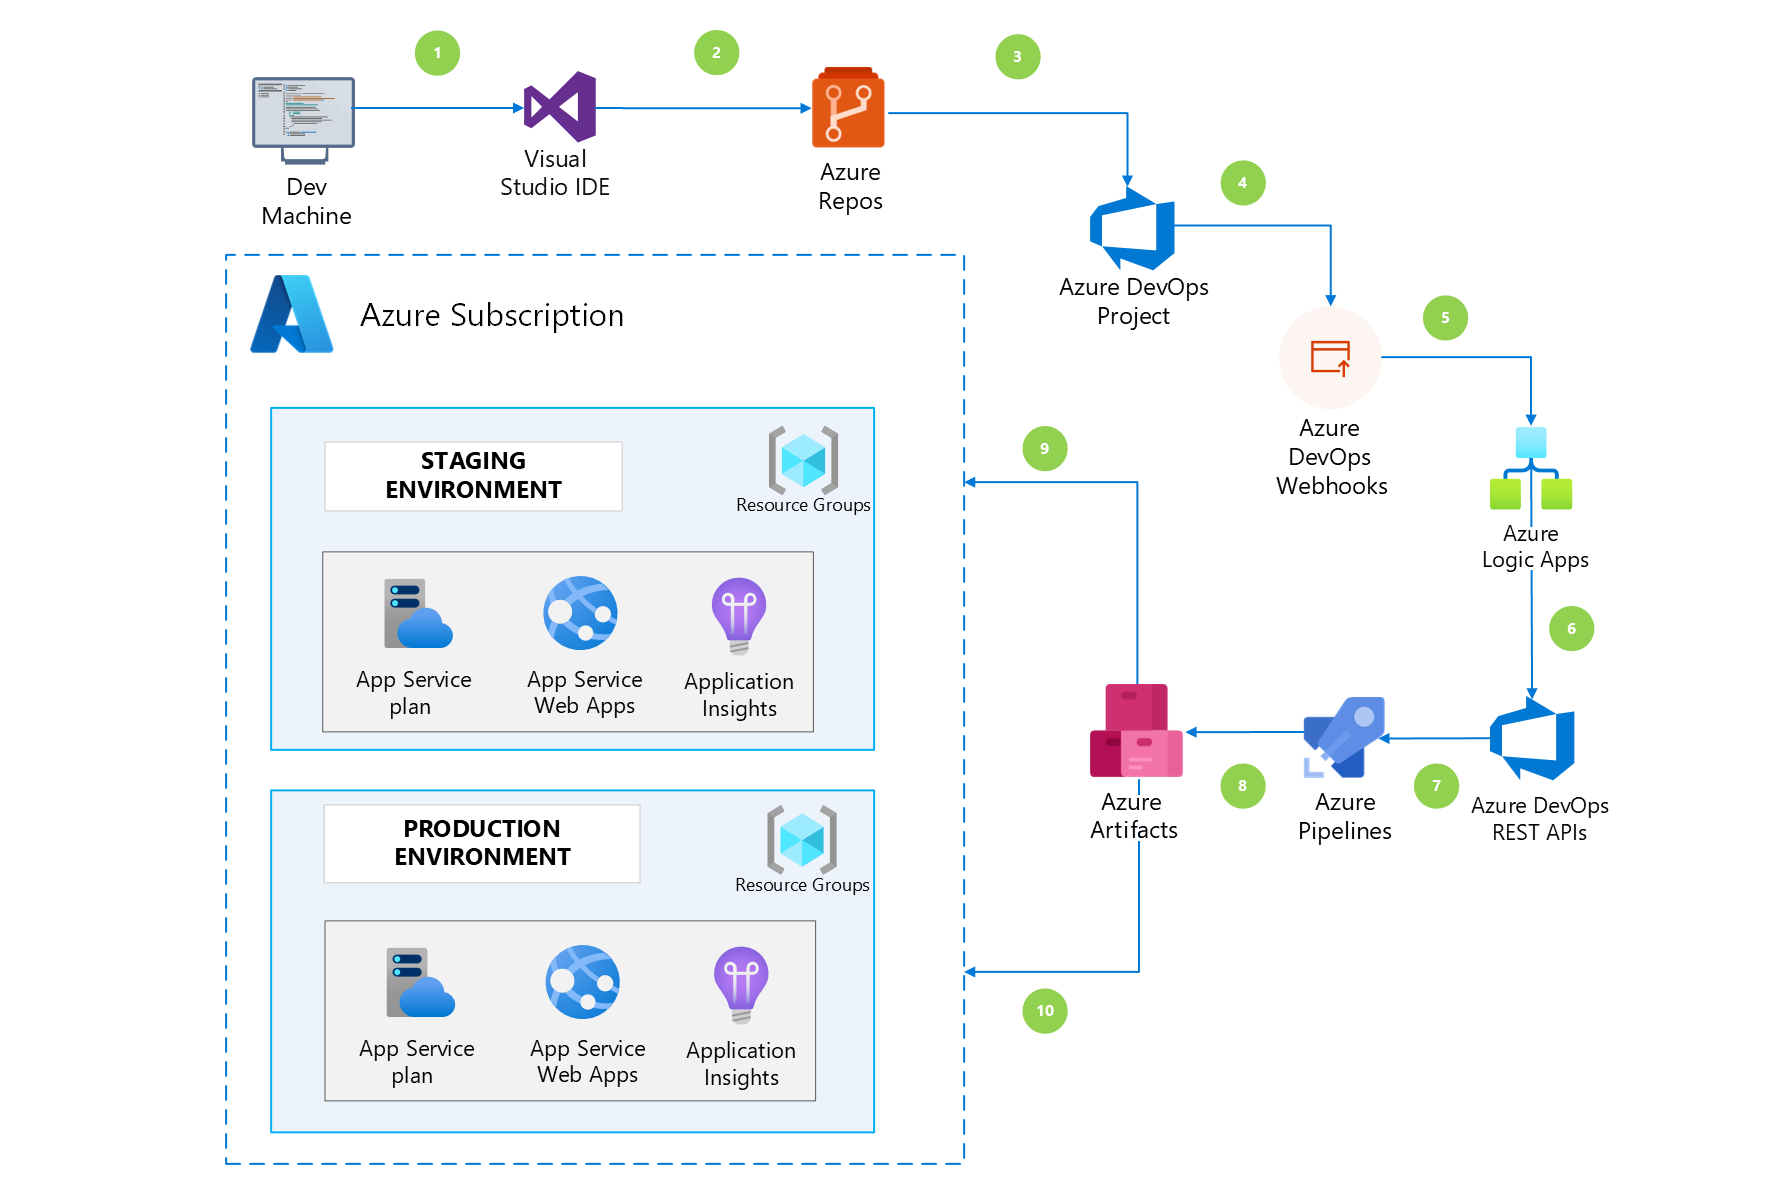 1
2
3
Dev
Machine
Visual
Studio IDE
Azure
Repos
4
Azure DevOps
Project
5
Azure
DevOps
Webhooks
Azure
Logic Apps
6
Azure DevOps
REST APIs
7
Azure
Pipelines
8
Azure
Artifacts
9
10
Azure Subscription
STAGING
ENVIRONMENT
Resource Groups
App Service
plan
App Service
Web Apps
Application
Insights
PRODUCTION
ENVIRONMENT
Resource Groups
App Service
plan
App Service
Web Apps
Application
Insights